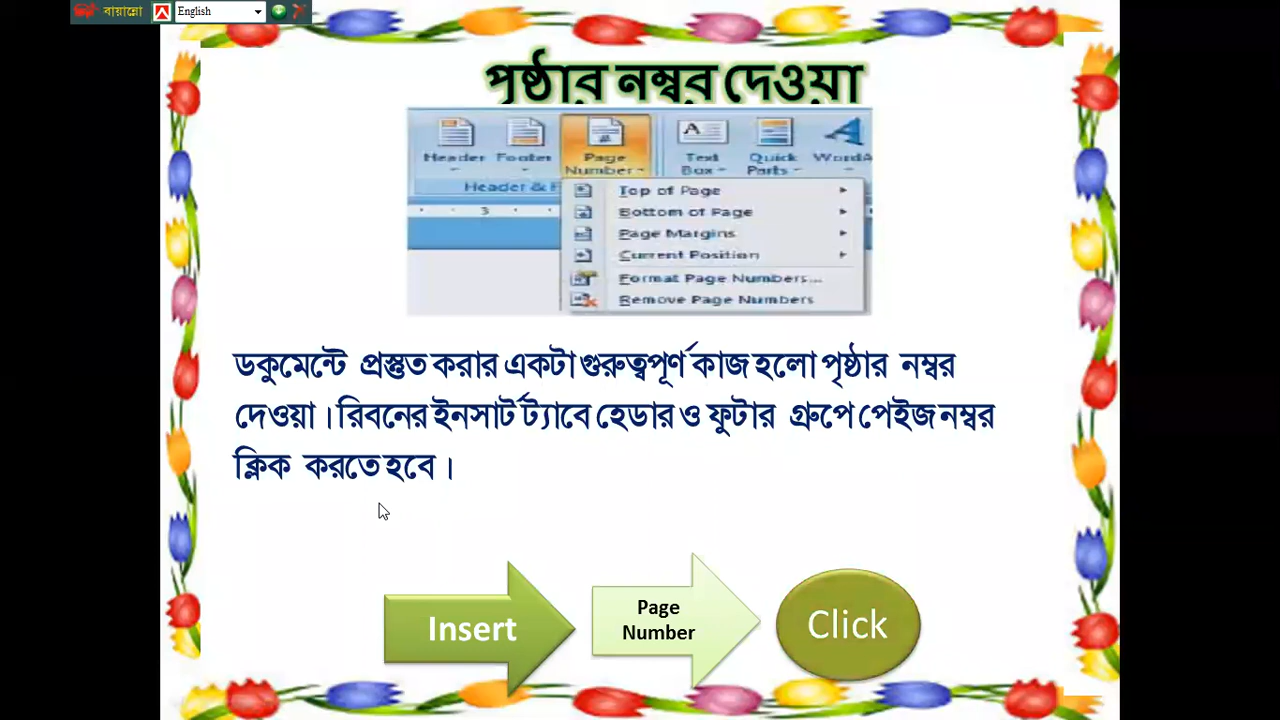 বায়ান্নো English
পৃষ্ঠার নম্বর দেওয়া
Header Footer Page Number Text Box Quick Parts WordA
Header & F
3
Top of Page
Bottom of Page
Page Margins
Current Position
Format Page Numbers...
Remove Page Numbers
ডকুমেন্টে প্রস্তুত করার একটা গুরুত্বপূর্ণ কাজ হলো পৃষ্ঠার নম্বর
দেওয়া । রিবনের ইনসার্ট ট্যাবে হেডার ও ফুটার গ্রুপে পেইজ নম্বর
ক্লিক করতে হবে ।
Insert
Page
Number
Click